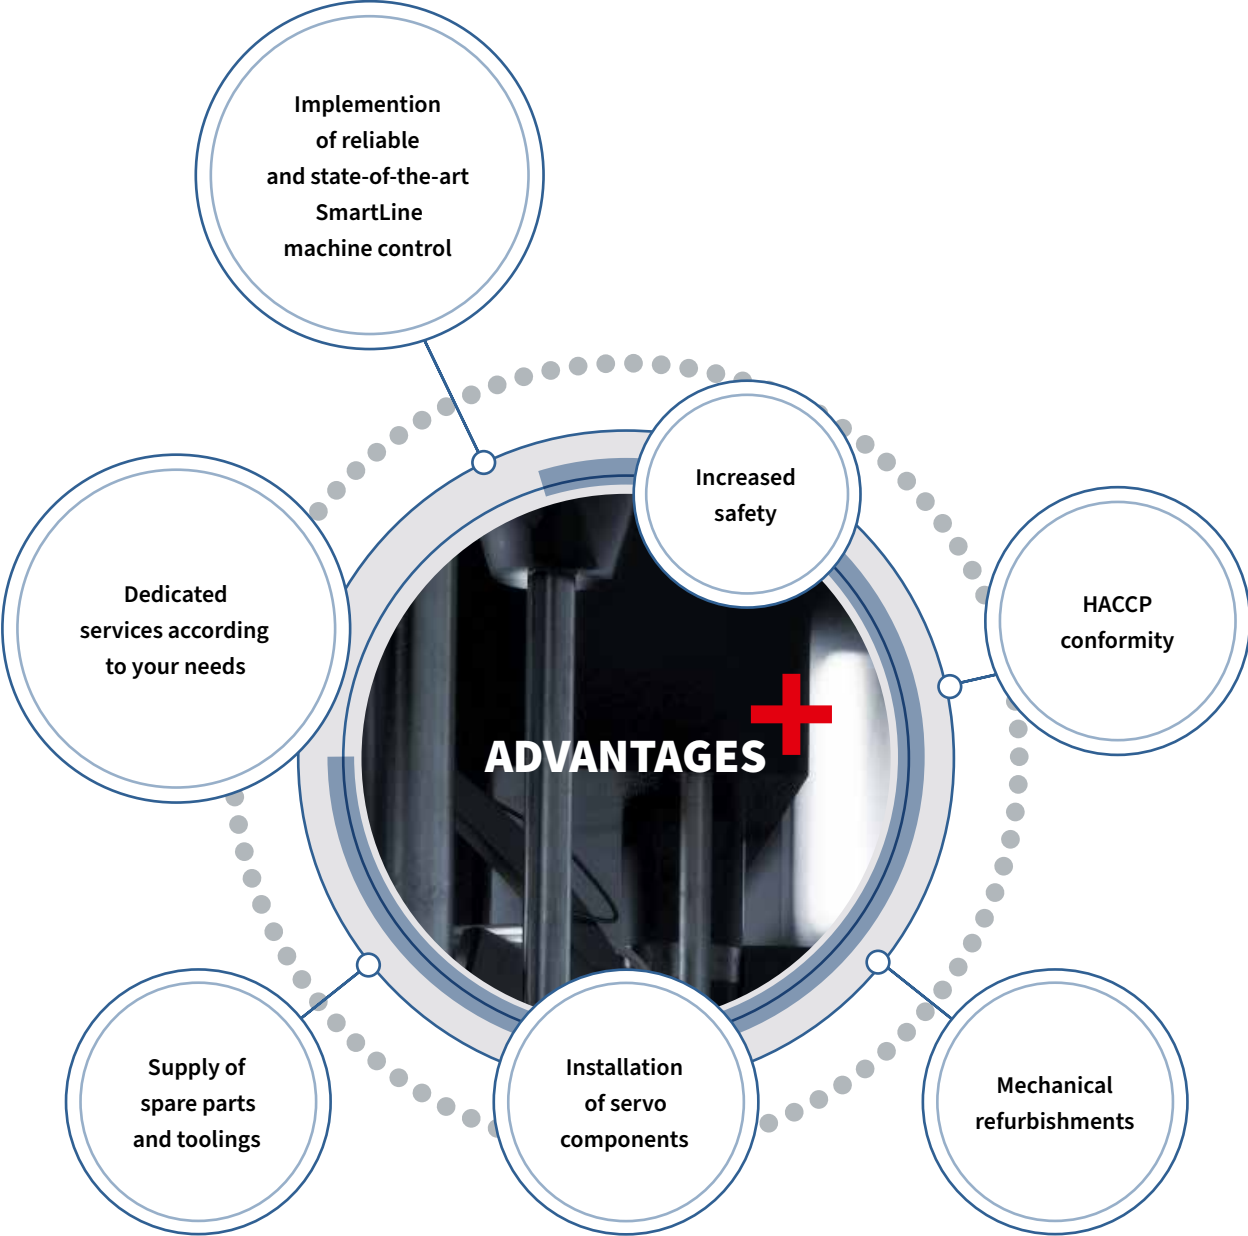 Implemention
of reliable
and state-of-the-art
SmartLine
machine control
Increased
safety
HACCP
conformity
Dedicated
services according
to your needs
ADVANTAGES
Supply of
spare parts
and toolings
Installation
of servo
components
Mechanical
refurbishments